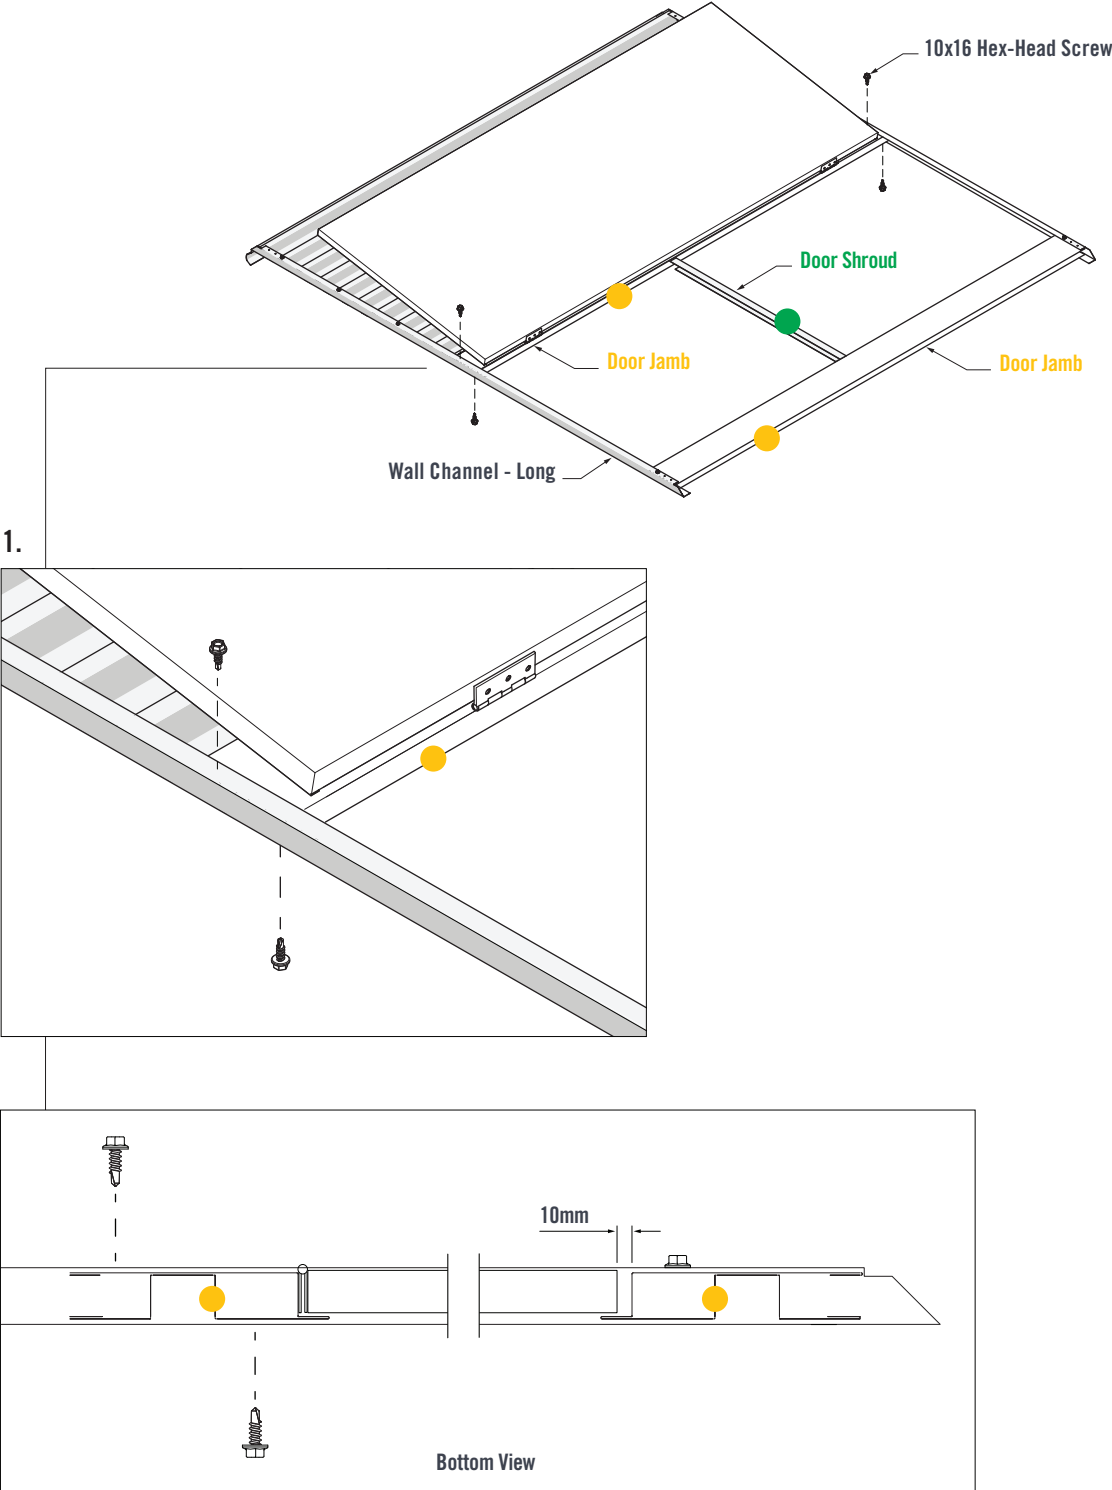 10x16 Hex-Head Screw
Door Shroud
Door Jamb
Door Jamb
Wall Channel - Long
1.
10mm
Bottom View